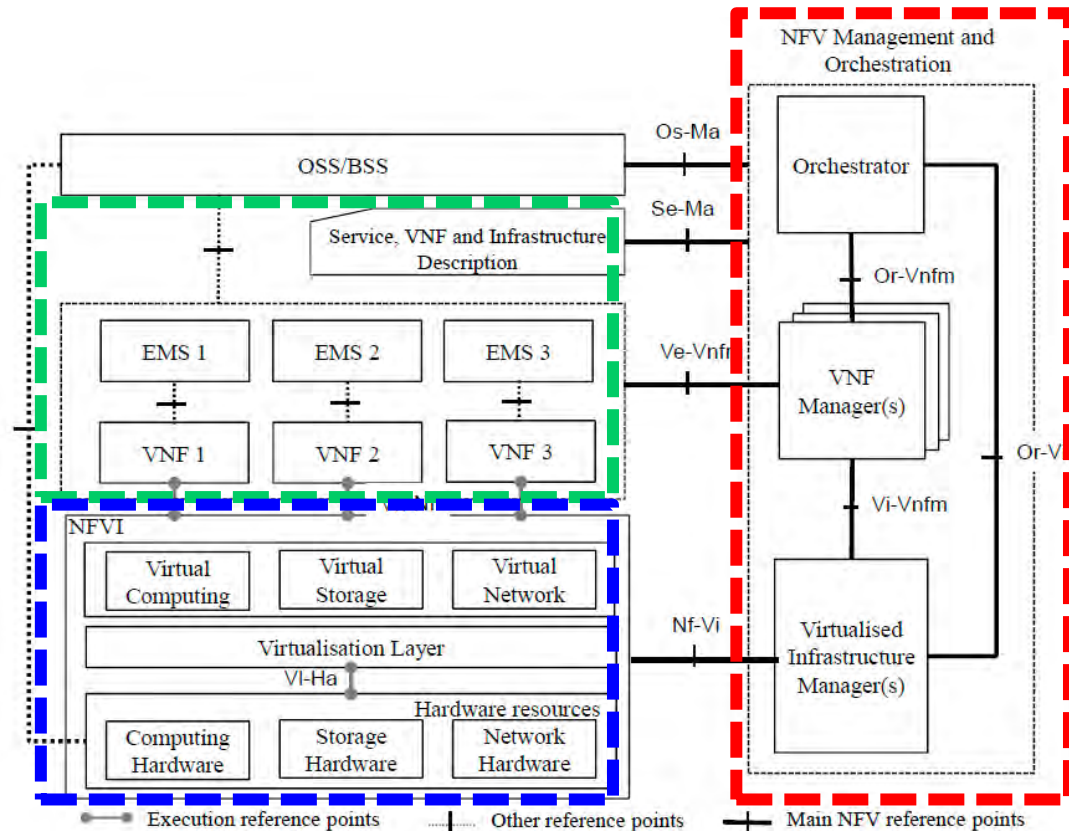 NFV Management and
Orchestration
Os-Ma
OSS/BSS
Orchestrator
Se-Ma
Service, VNF and Infrastructure
Description
Or-Vnfm
EMS 1
EMS 2
EMS 3
Ve-Vnfr
VNF
Manager(s)
VNF 1
VNF 2
VNF 3
Or-V
Vi-Vnfm
NFVI
Virtual
Computing
Virtual
Storage
Virtual
Network
Nf-Vi
Virtualisation Layer
Virtualised
Infrastructure
Manager(s)
VI-Ha
Hardware resources
Computing
Hardware
Storage
Hardware
Network
Hardware
Execution reference points
Other reference points
Main NFV reference points